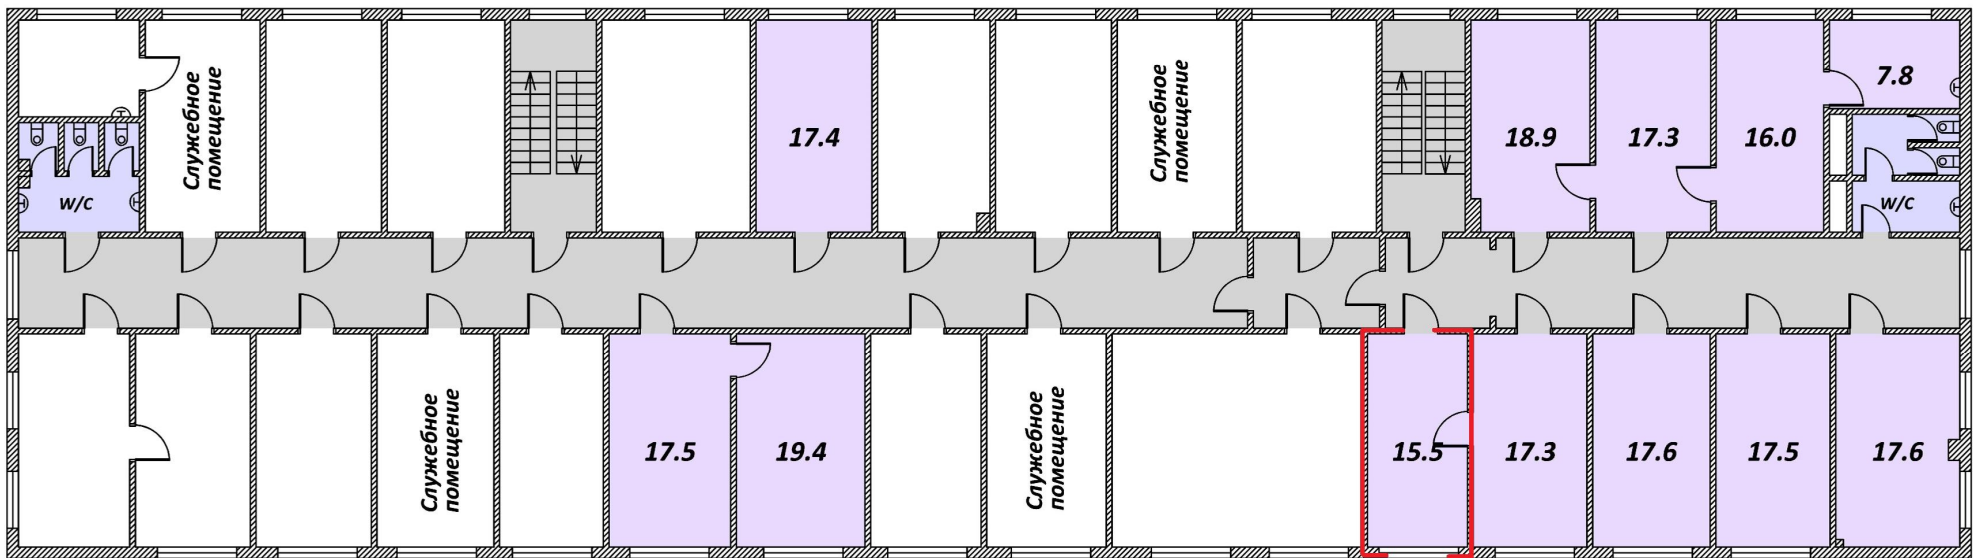 Служебное
помещение
w/c
17.4
Служебное
помещение
18.9
17.3
16.0
7.8
w/c
Служебное
помещение
17.5
19.4
Служебное
помещение
15.5
17.3
17.6
17.5
17.6